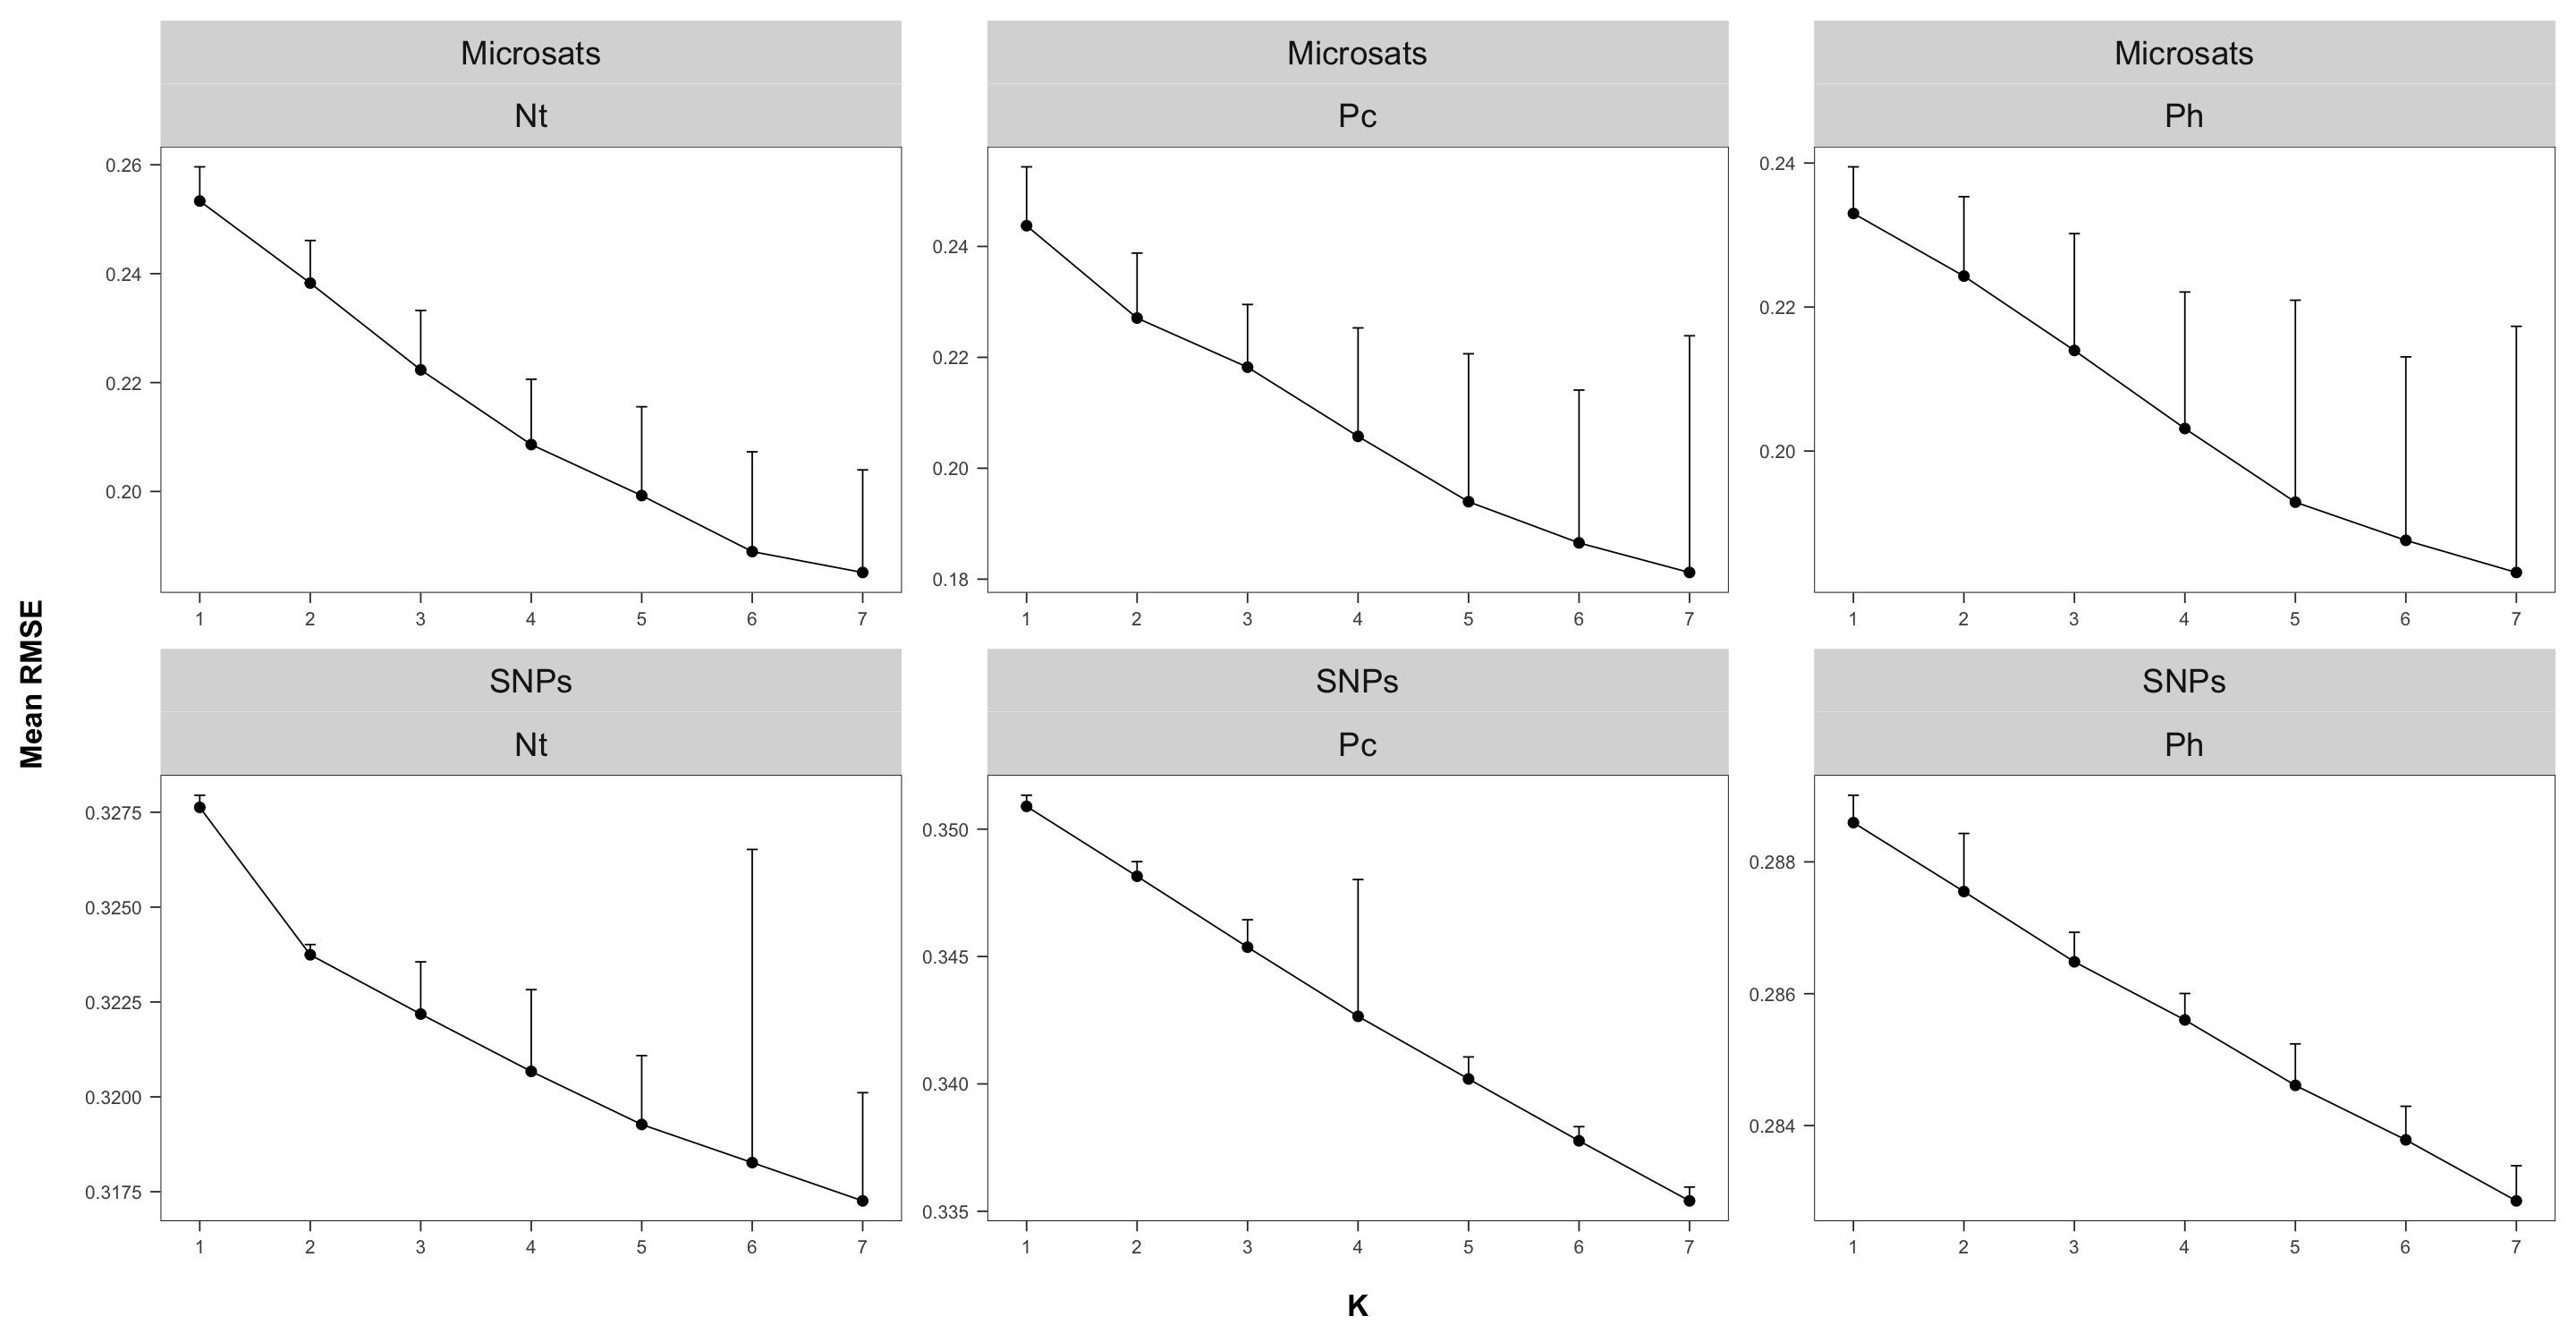 Microsats Microsats Microsats
Nt Pc Ph
0.26
0.24
0.22
0.20
1 2 3 4 5 6 7
0.24
0.22
0.20
0.18
1 2 3 4 5 6 7
0.24
0.22
0.20
1 2 3 4 5 6 7
Mean RMSE
SNPs SNPs SNPs
Nt Pc Ph
0.3275
0.3250
0.3225
0.3200
0.3175
1 2 3 4 5 6 7
0.350
0.345
0.340
0.335
1 2 3 4 5 6 7
0.288
0.286
0.284
1 2 3 4 5 6 7
K